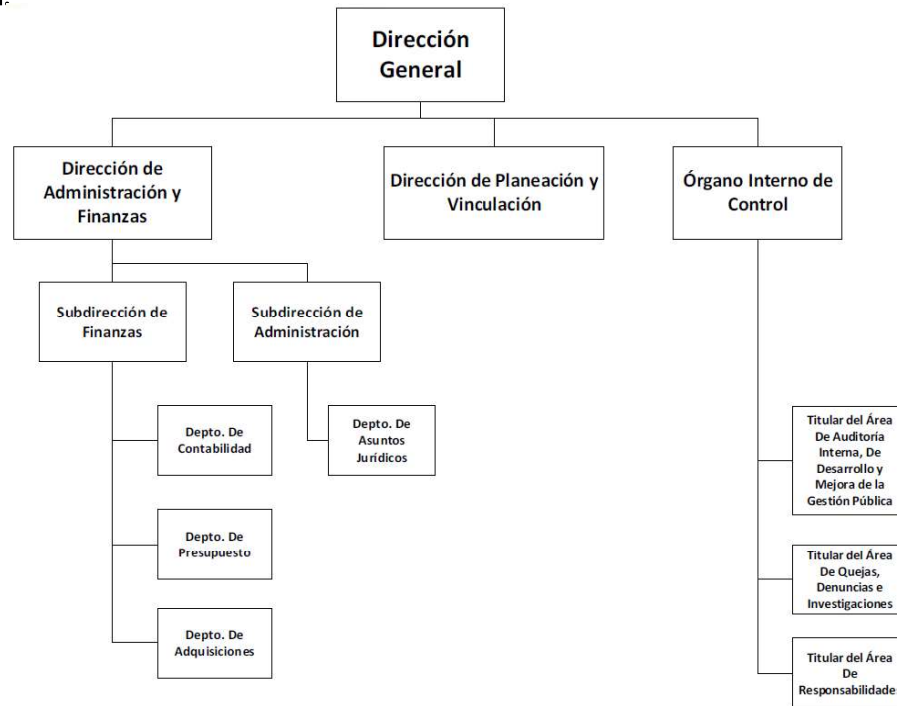 Dirección
General
Dirección de
Administración y
Finanzas
Dirección de Planeación y
Vinculación
Órgano Interno de
Control
Subdirección de
Finanzas
Subdirección de
Administración
Depto. De
Contabilidad
Depto. De
Asuntos
Jurídicos
Depto. De
Presupuesto
Depto. De
Adquisiciones
Titular del Área
De Auditoría
Interna, De
Desarrollo y
Mejora de la
Gestión Pública
Titular del Área
De Quejas,
Denuncias e
Investigaciones
Titular del Área
De
Responsabilidades